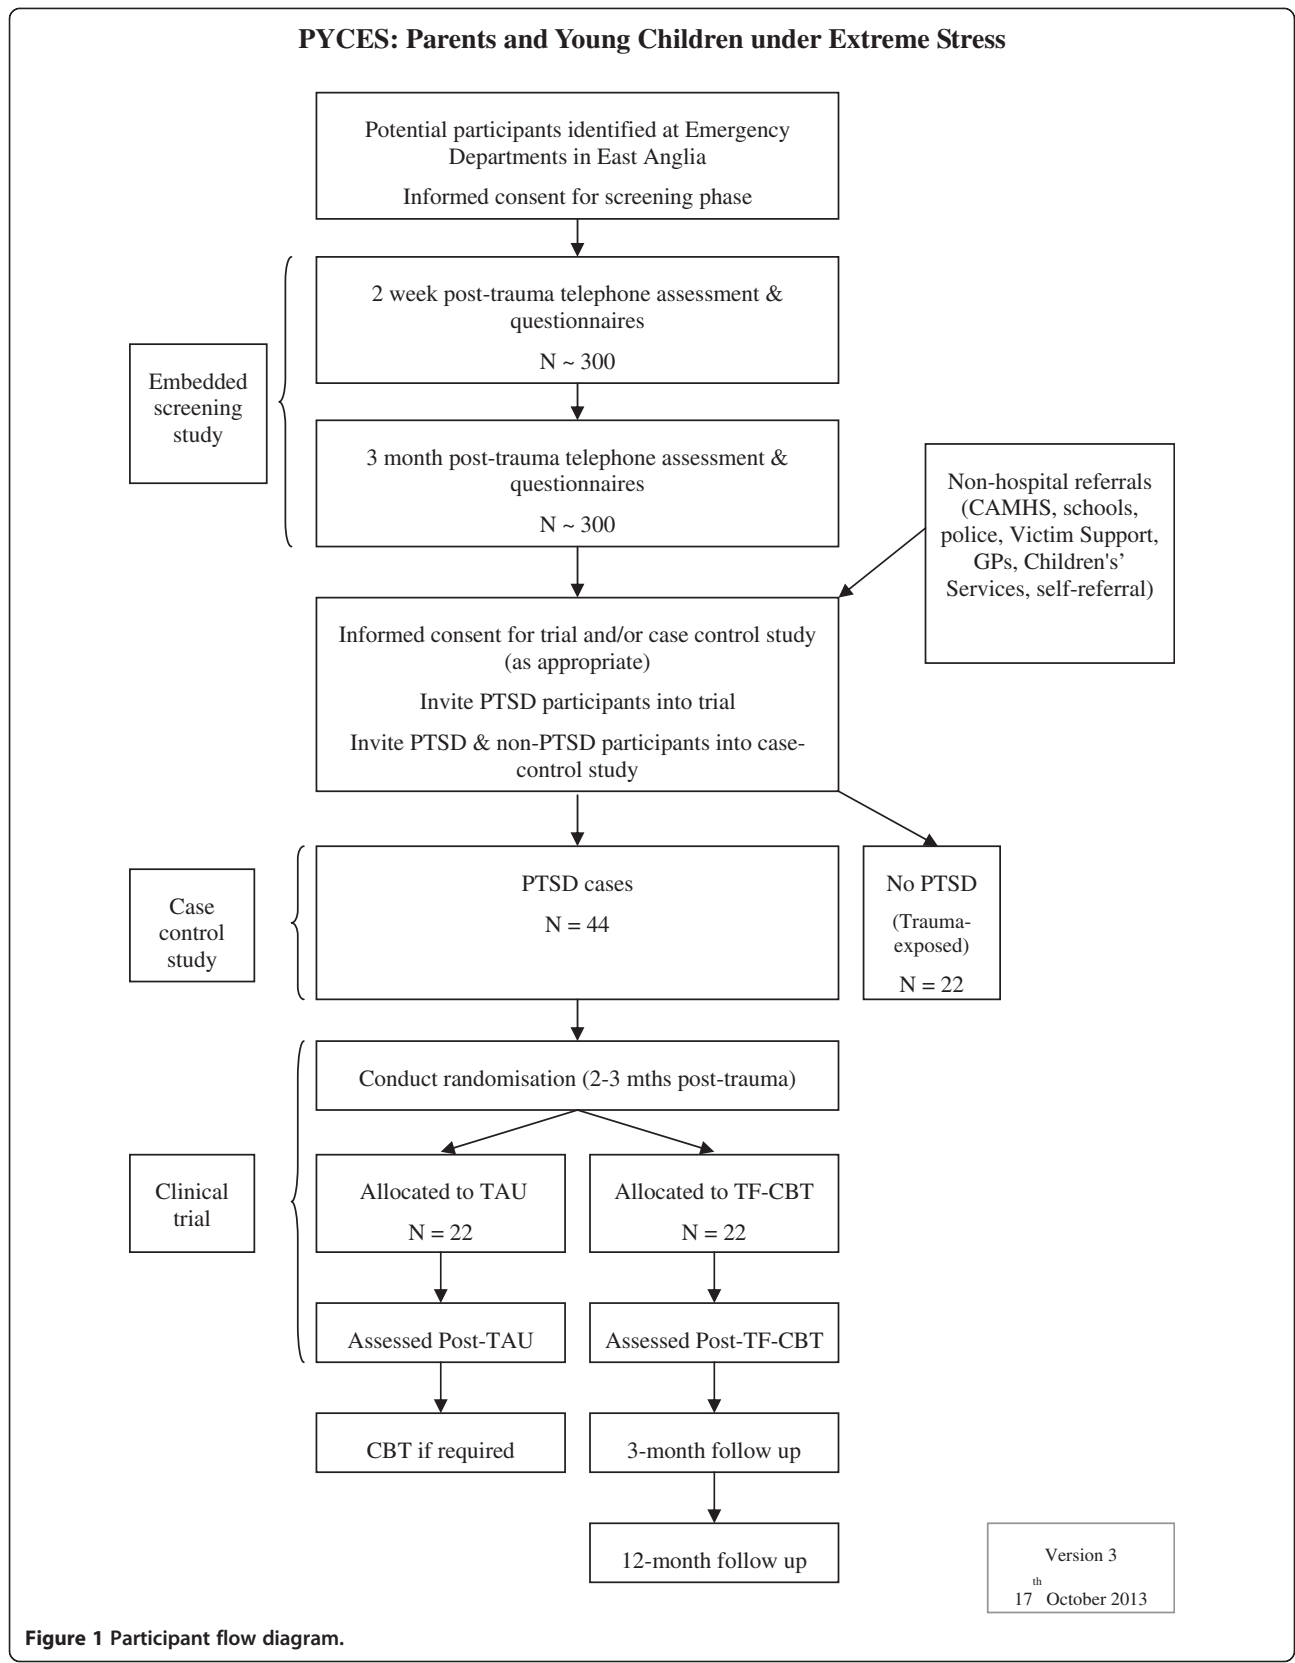 PYCES: Parents and Young Children under Extreme Stress
Potential participants identified at Emergency
Departments in East Anglia
Informed consent for screening phase
2 week post-trauma telephone assessment &
questionnaires
N ~ 300
Embedded
screening
study
3 month post-trauma telephone assessment &
questionnaires
N ~ 300
Non-hospital referrals
(CAMHS, schools,
police, Victim Support,
GPs, Children's’
Services, self-referral)
Informed consent for trial and/or case control study
(as appropriate)
Invite PTSD participants into trial
Invite PTSD & non-PTSD participants into case-
control study
Case
control
study
PTSD cases
N = 44
No PTSD
(Trauma-
exposed)
N = 22
Conduct randomisation (2-3 mths post-trauma)
Clinical
trial
Allocated to TAU
N = 22
Allocated to TF-CBT
N = 22
Assessed Post-TAU
Assessed Post-TF-CBT
CBT if required
3-month follow up
12-month follow up
Version 3
17th October 2013
Figure 1 Participant flow diagram.